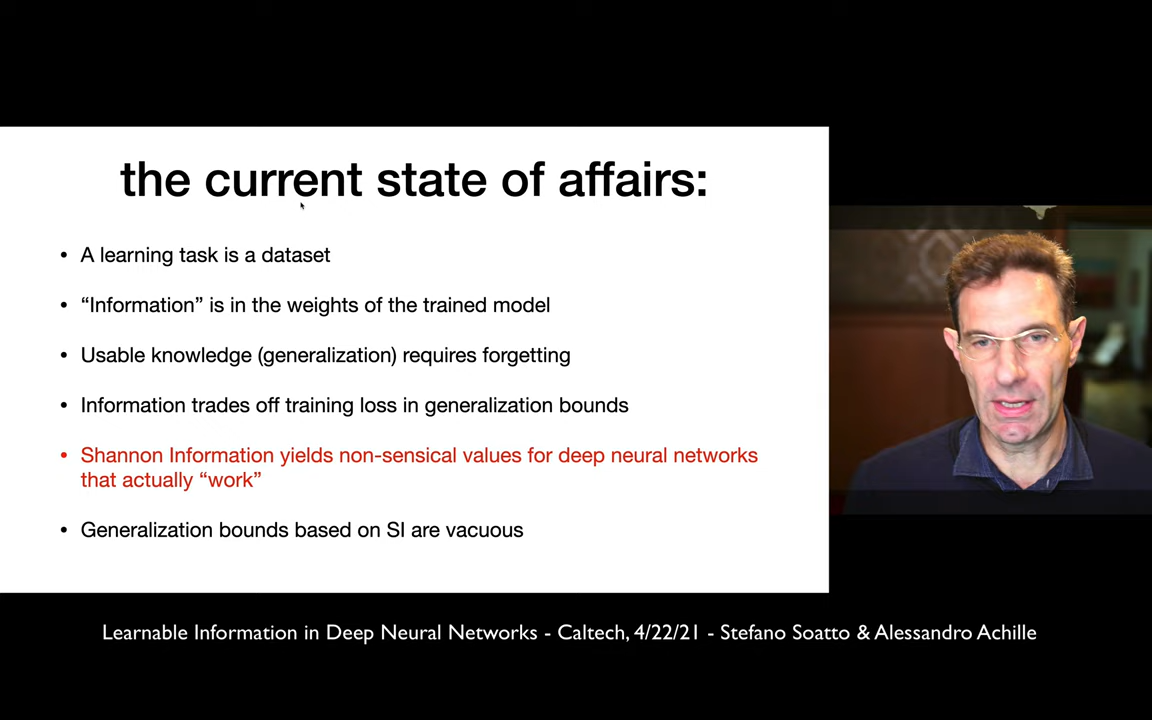 the current state of affairs:
• A learning task is a dataset
• “Information” is in the weights of the trained model
• Usable knowledge (generalization) requires forgetting
• Information trades off training loss in generalization bounds
• Shannon Information yields non-sensical values for deep neural networks
that actually “work”
• Generalization bounds based on SI are vacuous
Learnable Information in Deep Neural Networks - Caltech, 4/22/21 - Stefano Soatto & Alessandro Achille